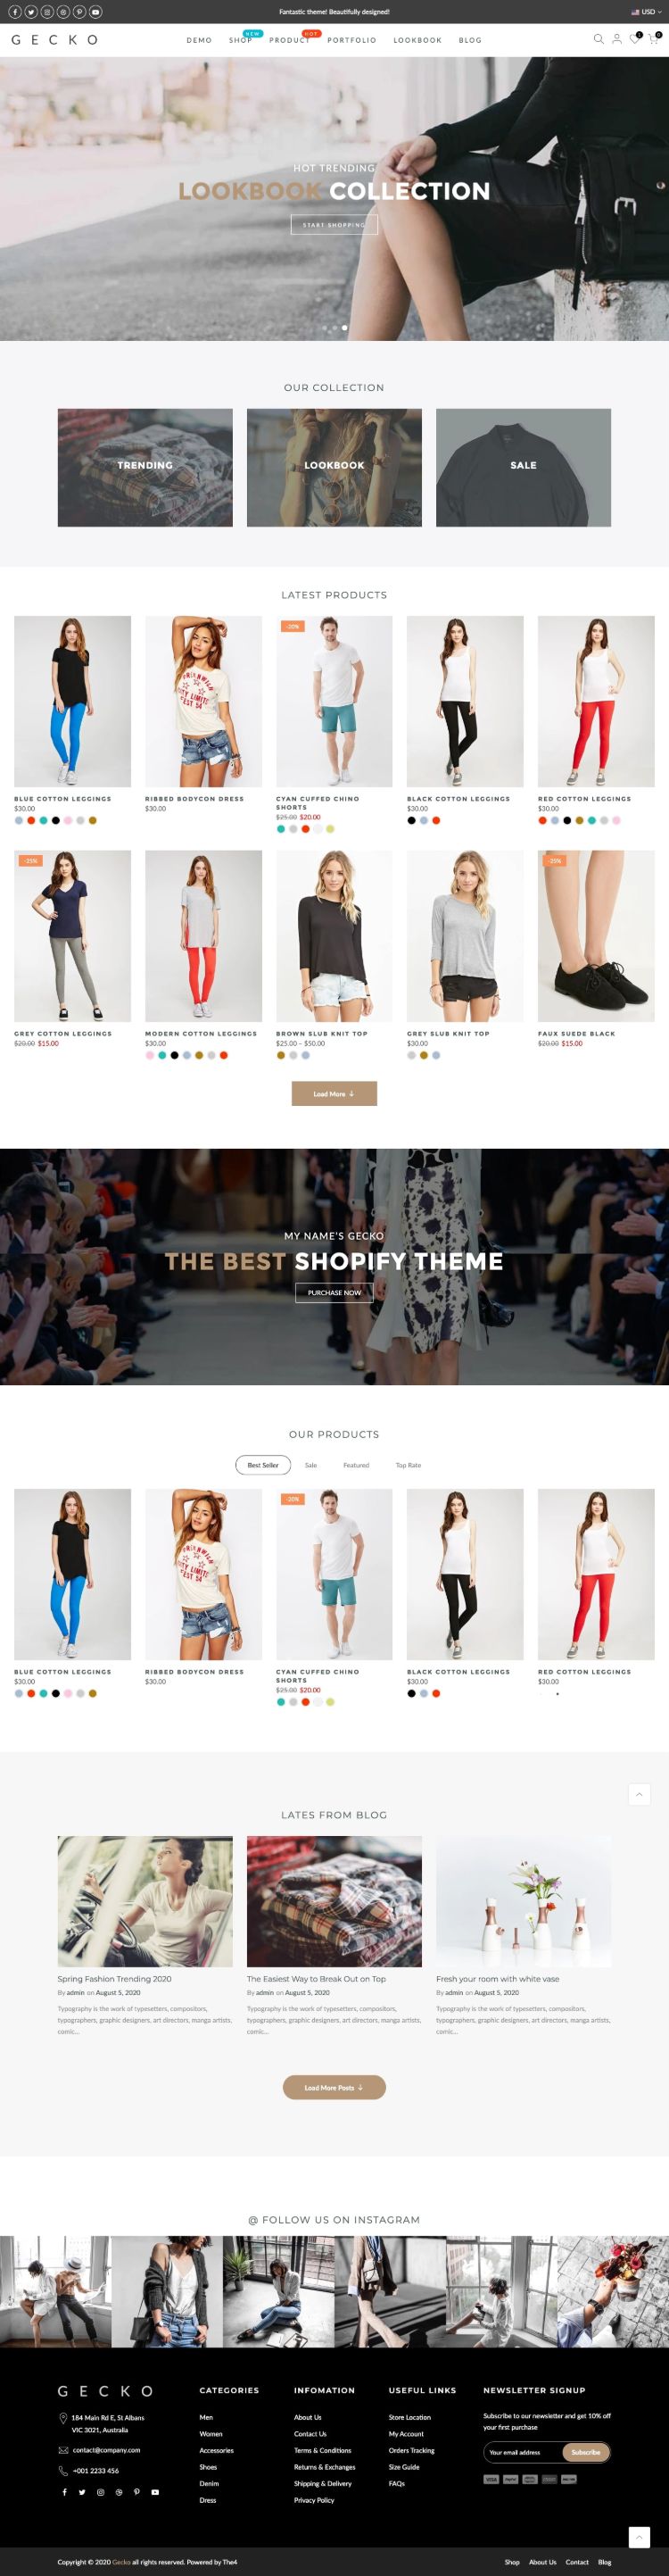 Fantastic theme! Beautifully designed!
USD
GECKO
DEMO SHOP NEW PRODUCT HOT PORTFOLIO LOOKBOOK BLOG
HOT TRENDING
LOOKBOOK COLLECTION
START SHOPPING
OUR COLLECTION
TRENDING
LOOKBOOK
SALE
LATEST PRODUCTS
BLUE COTTON LEGGINGS
$30.00
RIBBED BODYCON DRESS
$30.00
-20%
CYAN CUFFED CHINO
SHORTS
$25.00 $20.00
BLACK COTTON LEGGINGS
$30.00
RED COTTON LEGGINGS
$30.00
-25%
GREY COTTON LEGGINGS
$20.00 $15.00
MODERN COTTON LEGGINGS
$30.00
BROWN SLUB KNIT TOP
$25.00 - $50.00
GREY SLUB KNIT TOP
$30.00
FAUX SUEDE BLACK
$20.00 $15.00
Load More
MY NAME'S GECKO
THE BEST SHOPIFY THEME
PURCHASE NOW
OUR PRODUCTS
Best Seller Sale Featured Top Rate
BLUE COTTON LEGGINGS
$30.00
RIBBED BODYCON DRESS
$30.00
-20%
CYAN CUFFED CHINO
SHORTS
$25.00 $20.00
BLACK COTTON LEGGINGS
$30.00
RED COTTON LEGGINGS
$30.00
LATES FROM BLOG
Spring Fashion Trending 2020
By admin on August 5, 2020
Typography is the work of typesetters, compositors,
typographers, graphic designers, art directors, manga artists,
comic...
The Easiest Way to Break Out on Top
By admin on August 5, 2020
Typography is the work of typesetters, compositors,
typographers, graphic designers, art directors, manga artists,
comic...
Fresh your room with white vase
By admin on August 5, 2020
Typography is the work of typesetters, compositors,
typographers, graphic designers, art directors, manga artists,
comic...
Load More Posts
@ FOLLOW US ON INSTAGRAM
GECKO
184 Main Rd E, St Albans
VIC 3021, Australia
contact@company.com
+001 2233 456
CATEGORIES
Men
Women
Accessories
Shoes
Denim
Dress
INFOMATION
About Us
Contact Us
Terms & Conditions
Returns & Exchanges
Shipping & Delivery
Privacy Policy
USEFUL LINKS
Store Location
My Account
Orders Tracking
Size Guide
FAQs
NEWSLETTER SIGNUP
Subscribe to our newsletter and get 10% off
your first purchase
Your email address
Subscribe
Copyright © 2020 Gecko all rights reserved. Powered by The4
Shop About Us Contact Blog